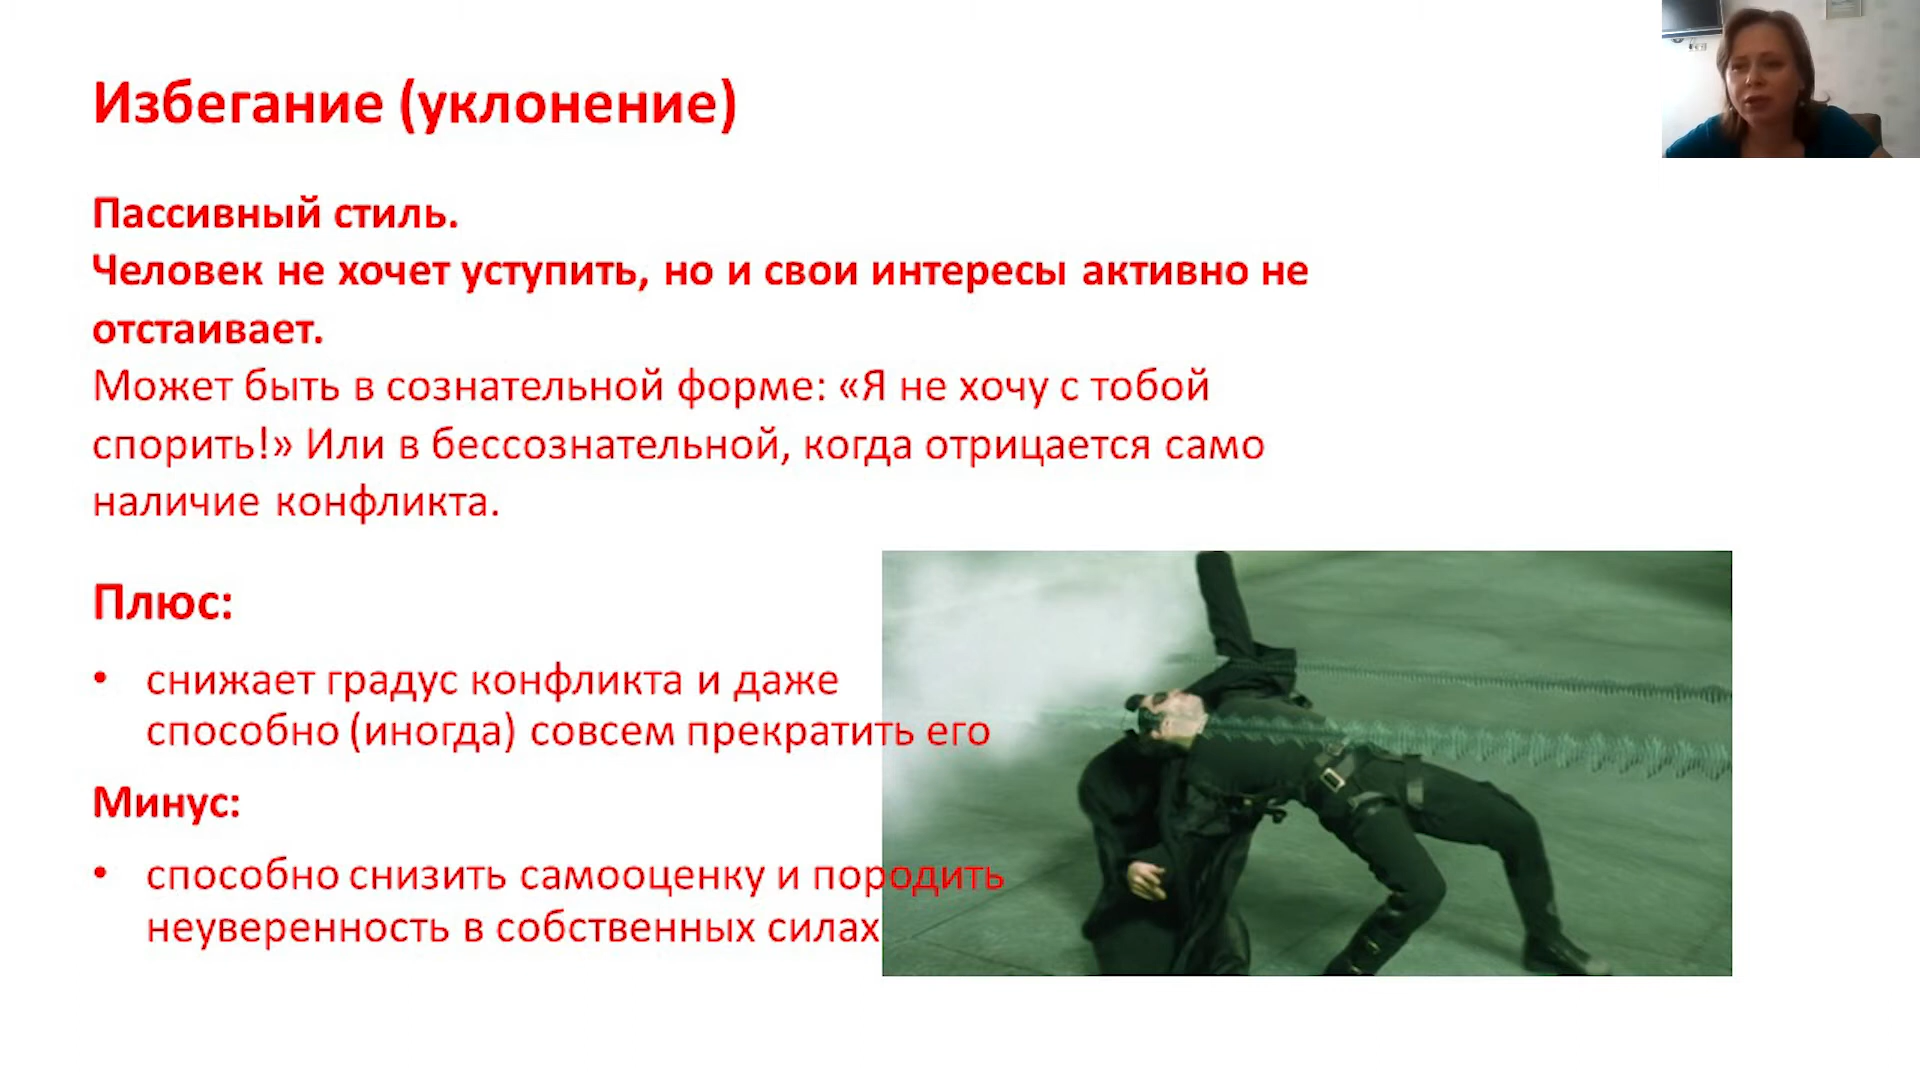 Избегание (уклонение)
Пассивный стиль.
Человек не хочет уступить, но и свои интересы активно не
отстаивает.
Может быть в сознательной форме: «Я не хочу с тобой
спорить!» Или в бессознательной, когда отрицается само
наличие конфликта.
Плюс:
• снижает градус конфликта и даже
способно (иногда) совсем прекратить его
Минус:
• способно снизить самооценку и породить
неуверенность в собственных силах